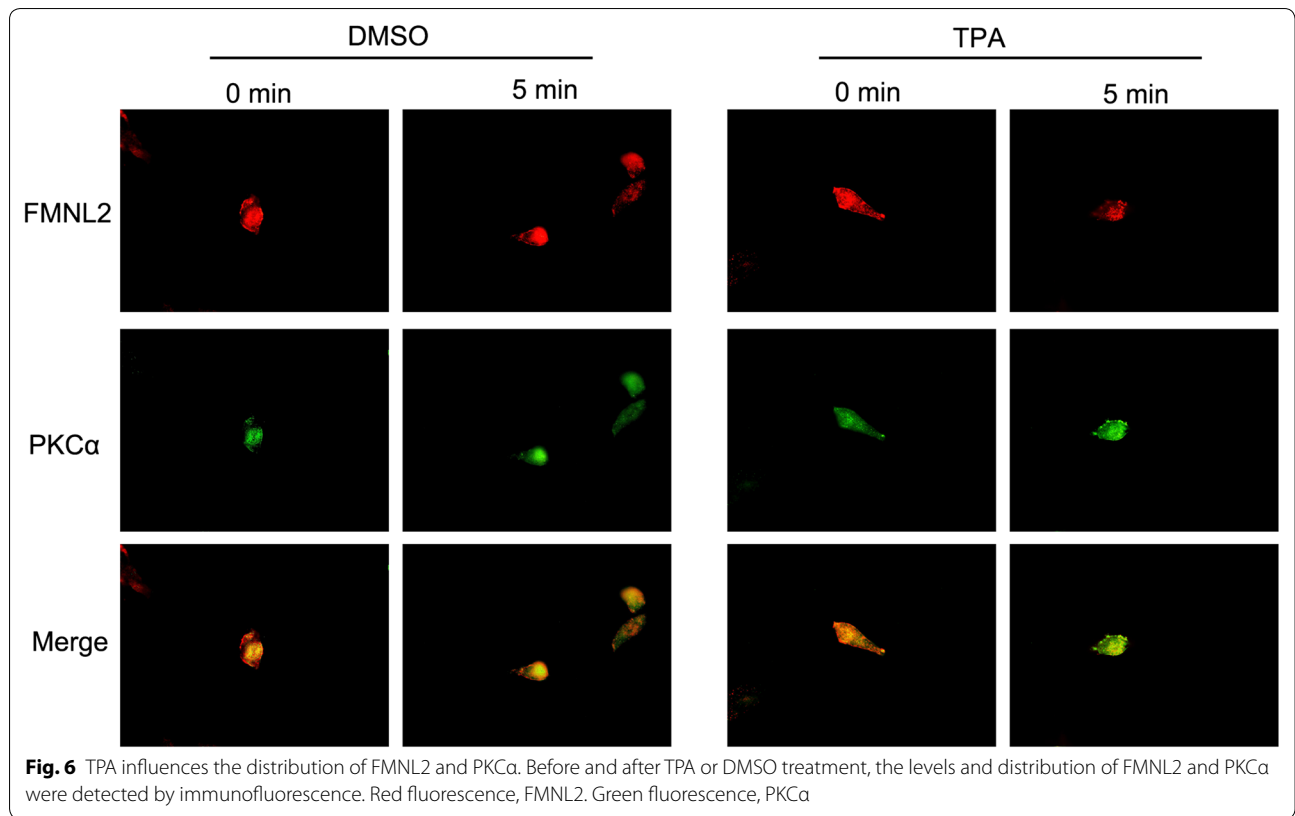 DMSO
TPA
0 min
5 min
0 min
5 min
FMNL2
PKCα
Merge
Fig. 6 TPA influences the distribution of FMNL2 and PKCα. Before and after TPA or DMSO treatment, the levels and distribution of FMNL2 and PKCα
were detected by immunofluorescence. Red fluorescence, FMNL2. Green fluorescence, PKCα